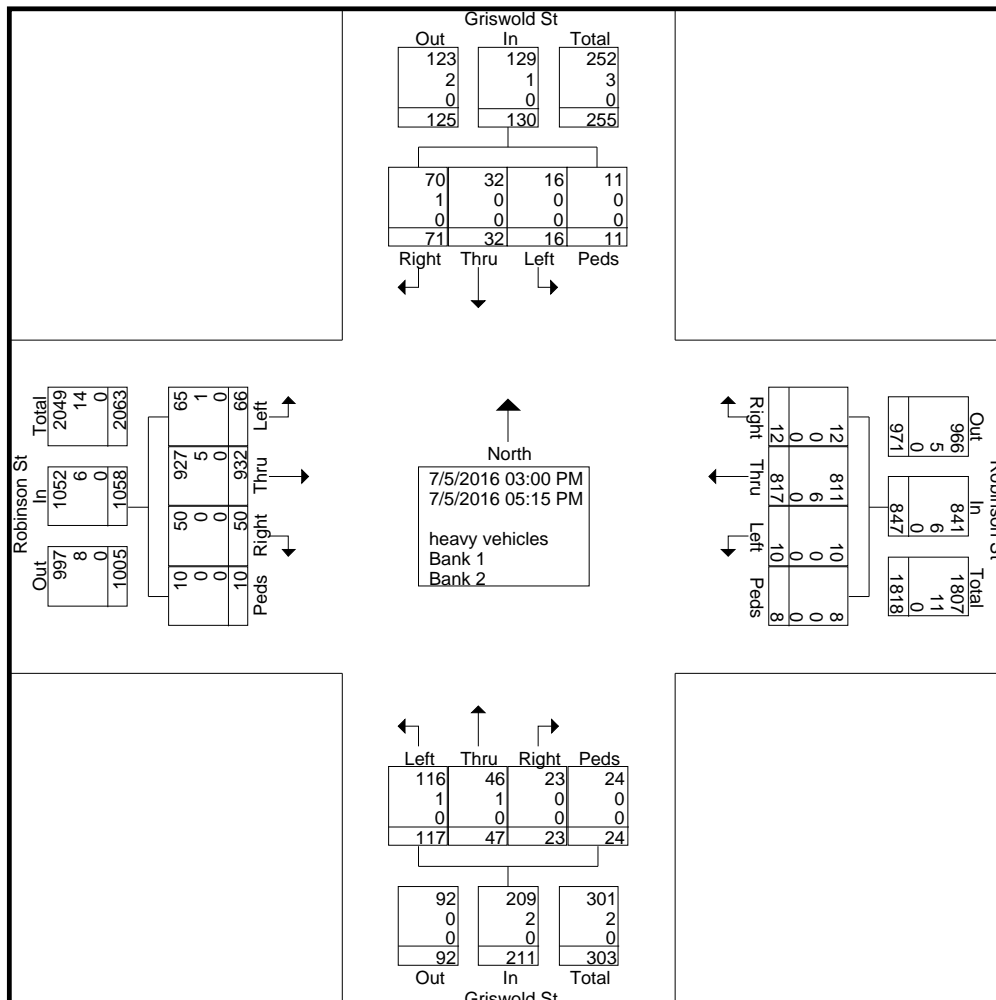 Griswold St
Out In Total
123 129 252
2 1 3
0 0 0
125 130 255
70 32 16 11
1 0 0 0
0 0 0 0
71 32 16 11
Right Thru Left Peds
Robinson St
Total
2049 14 0 2063
In
1052 6 0 1058
Out
997 8 0 1005
Left
65 1 0 66
Thru
927 5 0 932
Right
50 0 0 50
Peds
10 0 0 10
North
7/5/2016 03:00 PM
7/5/2016 05:15 PM
heavy vehicles
Bank 1
Bank 2
Right
12 0 0 12
Thru
811 6 0 817
Left
10 0 0 10
Peds
8 0 0 8
Robinson St
Out
966 5 0 971
In
841 6 0 847
Total
1807 11 0 1818
Left Thru Right Peds
116 46 23 24
1 1 0 0
0 0 0 0
117 47 23 24
92 209 301
0 2 2
0 0 0
92 211 303
Out In Total
Griswold St